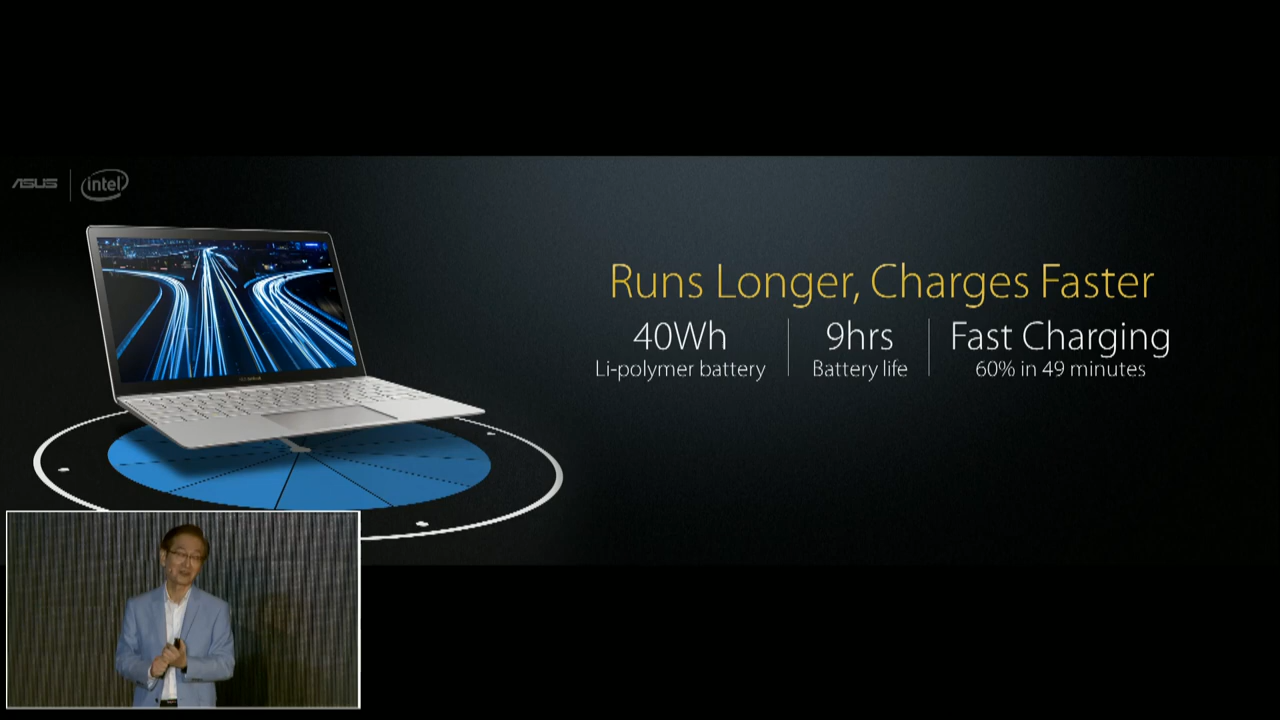 ASUS
intel
Runs Longer, Charges Faster
40Wh
Li-polymer battery
9hrs
Battery life
Fast Charging
60% in 49 minutes